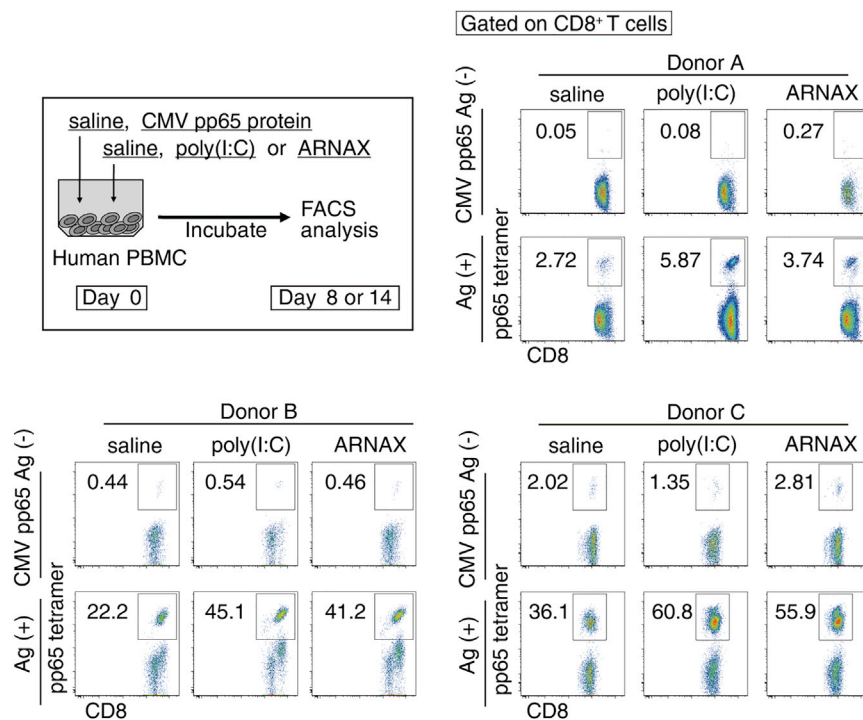 Gated on CD8+ T cells
saline, CMV pp65 protein
saline, poly(I:C) or ARNAX
Incubate
FACS
analysis
Human PBMC
Day 0
Day 8 or 14
Donor A
saline poly(I:C) ARNAX
CMV pp65 Ag (-)
0.05 0.08 0.27
Ag (+)
pp65 tetramer
2.72 5.87 3.74
CD8
Donor B
saline poly(I:C) ARNAX
CMV pp65 Ag (-)
0.44 0.54 0.46
Ag (+)
pp65 tetramer
22.2 45.1 41.2
CD8
Donor C
saline poly(I:C) ARNAX
CMV pp65 Ag (-)
2.02 1.35 2.81
Ag (+)
pp65 tetramer
36.1 60.8 55.9
CD8